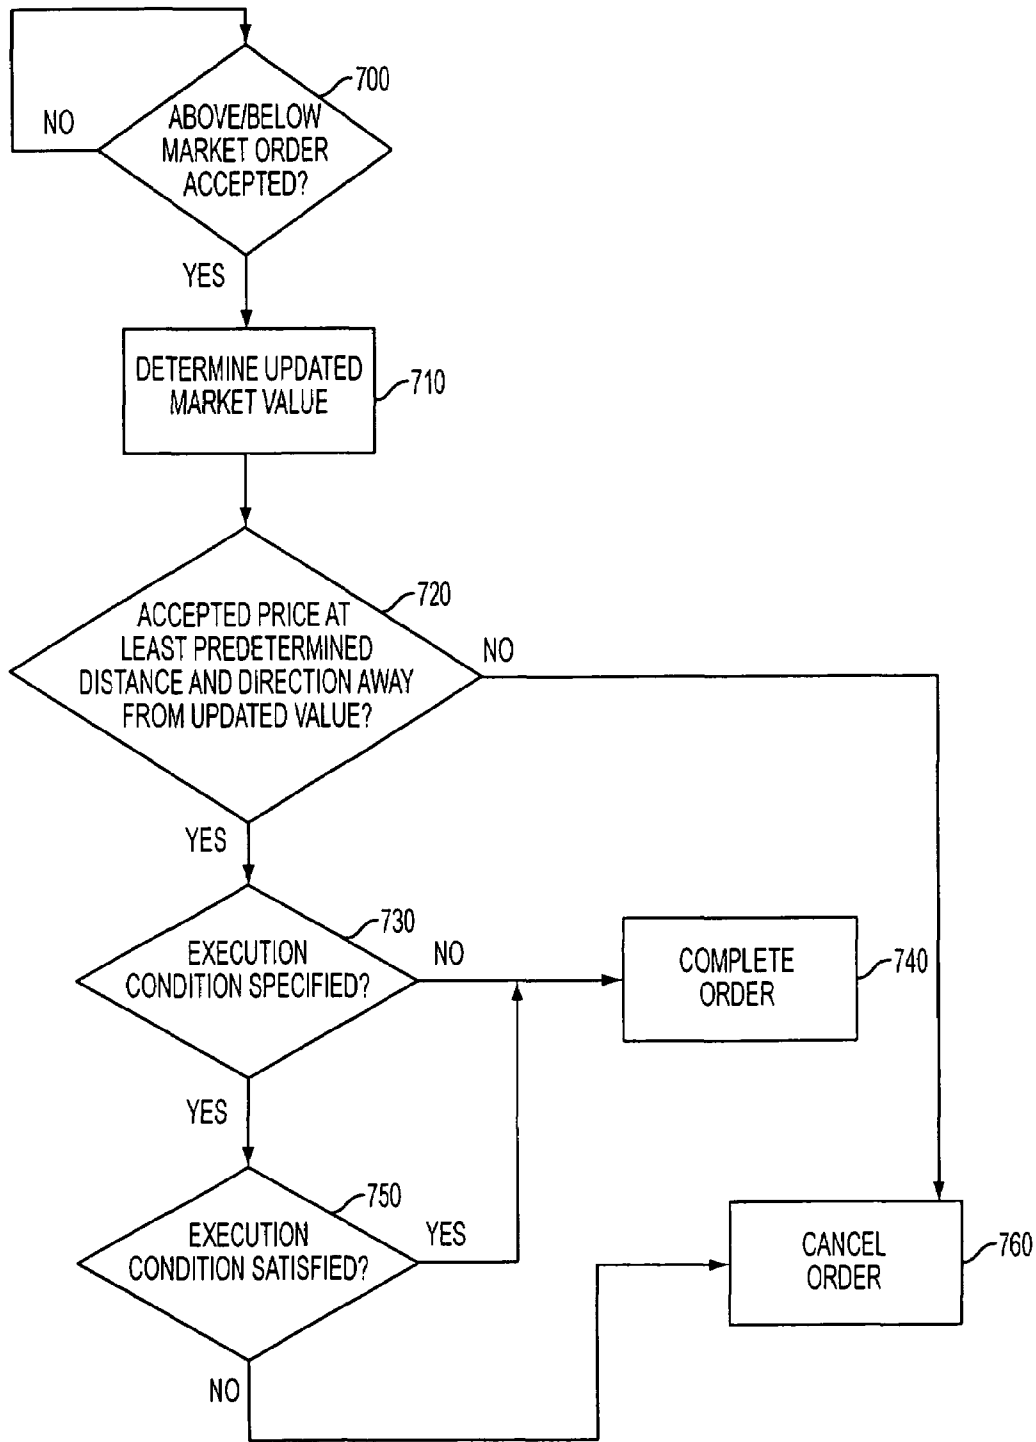 700
ABOVE/BELOW
MARKET ORDER
ACCEPTED?
NO
YES
DETERMINE UPDATED
MARKET VALUE
710
720
ACCEPTED PRICE AT
LEAST PREDETERMINED
DISTANCE AND DIRECTION AWAY
FROM UPDATED VALUE?
NO
YES
730
EXECUTION
CONDITION SPECIFIED?
NO
COMPLETE
ORDER
740
YES
750
EXECUTION
CONDITION SATISFIED?
YES
CANCEL
ORDER
760
NO